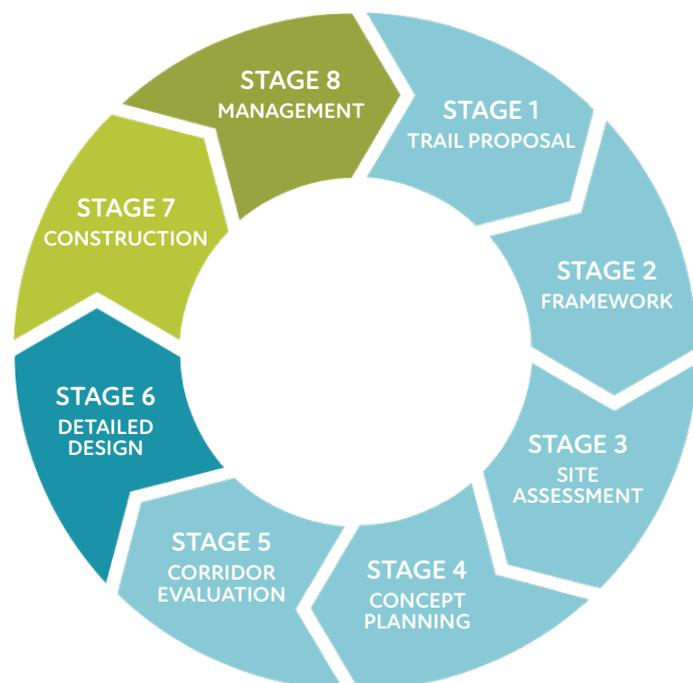 STAGE 1
TRAIL PROPOSAL
STAGE 2
FRAMEWORK
STAGE 3
SITE
ASSESSMENT
STAGE 4
CONCEPT
PLANNING
STAGE 5
CORRIDOR
EVALUATION
STAGE 6
DETAILED
DESIGN
STAGE 7
CONSTRUCTION
STAGE 8
MANAGEMENT